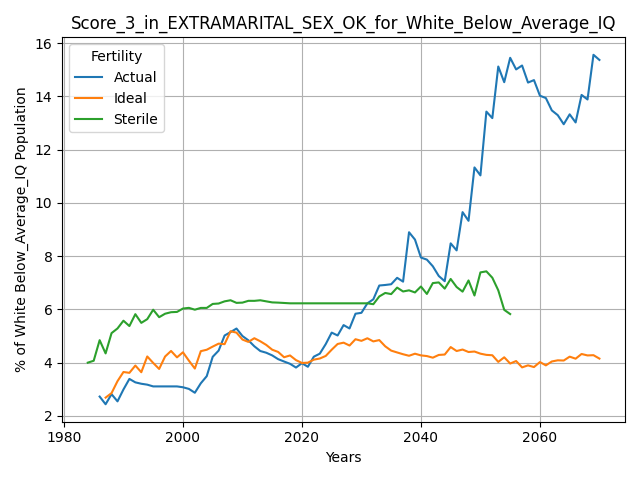 Score_3_in_EXTRAMARITAL_SEX_OK_for_White_Below_Average_IQ
Fertility
Actual
Ideal
Sterile
% of White Below_Average_IQ Population
16
14
12
10
8
6
4
2
1980
2000
2020
2040
2060
Years